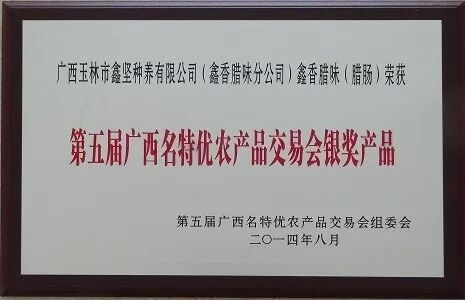 广西玉林市鑫坚种养有限公司（鑫香腊味分公司）鑫香腊味（腊肠）荣获
第五届广西名特优农产品交易会银奖产品
第五届广西名特优农产品交易会组委会
二〇一四年八月